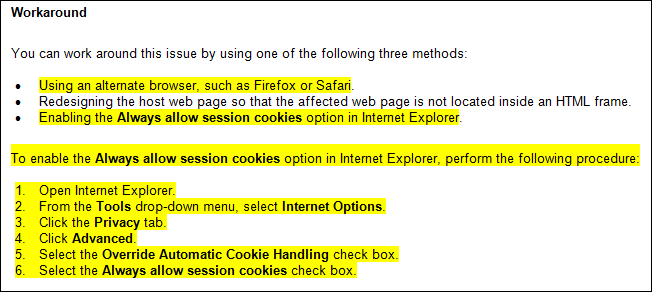 Workaround
You can work around this issue by using one of the following three methods:
• Using an alternate browser, such as Firefox or Safari.
• Redesigning the host web page so that the affected web page is not located inside an HTML frame.
• Enabling the Always allow session cookies option in Internet Explorer.
To enable the Always allow session cookies option in Internet Explorer, perform the following procedure:
1. Open Internet Explorer.
2. From the Tools drop-down menu, select Internet Options.
3. Click the Privacy tab.
4. Click Advanced.
5. Select the Override Automatic Cookie Handling check box.
6. Select the Always allow session cookies check box.